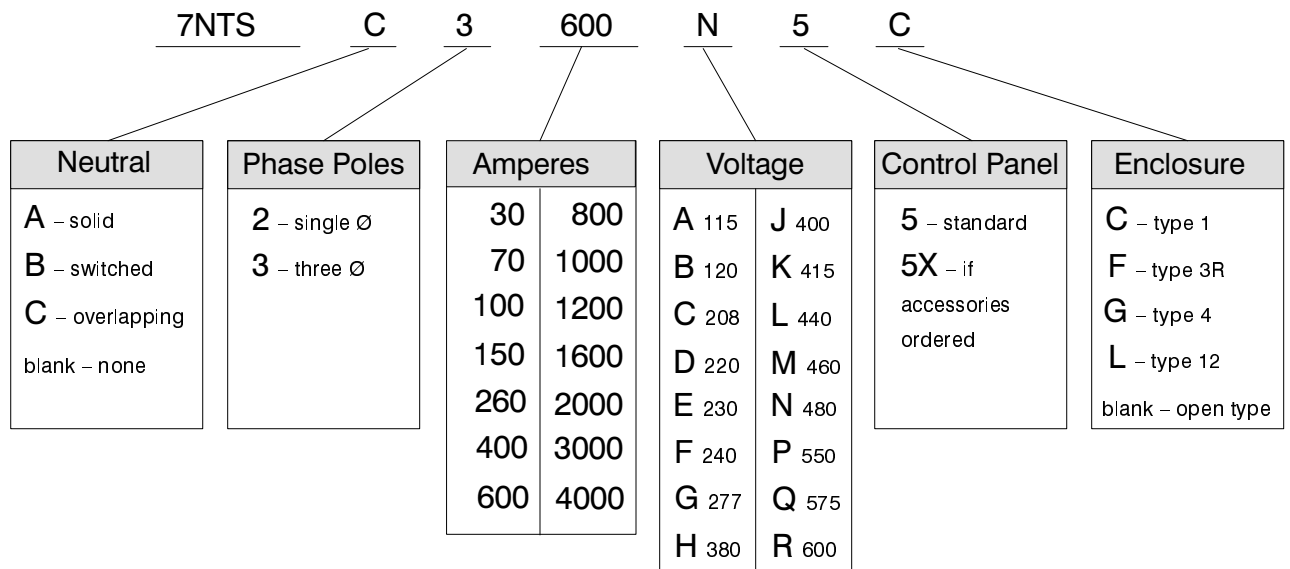 7NTS C 3 600 N 5 C
Neutral
A – solid
B – switched
C – overlapping
blank – none
Phase Poles
2 – single Ø
3 – three Ø
Amperes
30 800
70 1000
100 1200
150 1600
260 2000
400 3000
600 4000
Voltage
A 115 J 400
B 120 K 415
C 208 L 440
D 220 M 460
E 230 N 480
F 240 P 550
G 277 Q 575
H 380 R 600
Control Panel
5 – standard
5X – if
accessories
ordered
Enclosure
C – type 1
F – type 3R
G – type 4
L – type 12
blank – open type